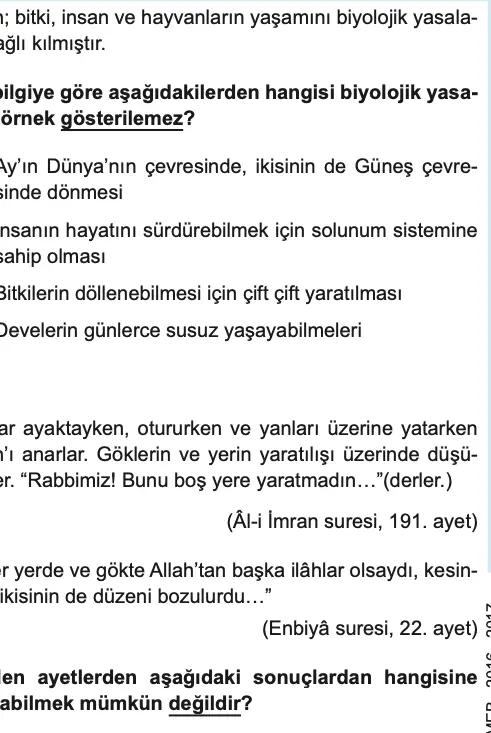 n; bitki, insan ve hayvanların yaşamını biyolojik yasala-
ağlı kılmıştır.
bilgiye göre aşağıdakilerden hangisi biyolojik yasa-
örnek gösterilemez?
Ay’ın Dünya’nın çevresinde, ikisinin de Güneş çevre-
sinde dönmesi
nsanın hayatını sürdürebilmek için solunum sistemine
sahip olması
Bitkilerin döllenebilmesi için çift çift yaratılması
Develerin günlerce susuz yaşayabilmeleri
ar ayaktayken, otururken ve yanları üzerine yatarken
n’ı anarlar. Göklerin ve yerin yaratılışı üzerinde düşü-
er. “Rabbimiz! Bunu boş yere yaratmadın…”(derler.)
(Âl-i İmran suresi, 191. ayet)
er yerde ve gökte Allah’tan başka ilâhlar olsaydı, kesin-
ikisinin de düzeni bozulurdu…”
(Enbiyâ suresi, 22. ayet)
len ayetlerden aşağıdaki sonuçlardan hangisine
abilmek mümkün değildir?
2016 2017